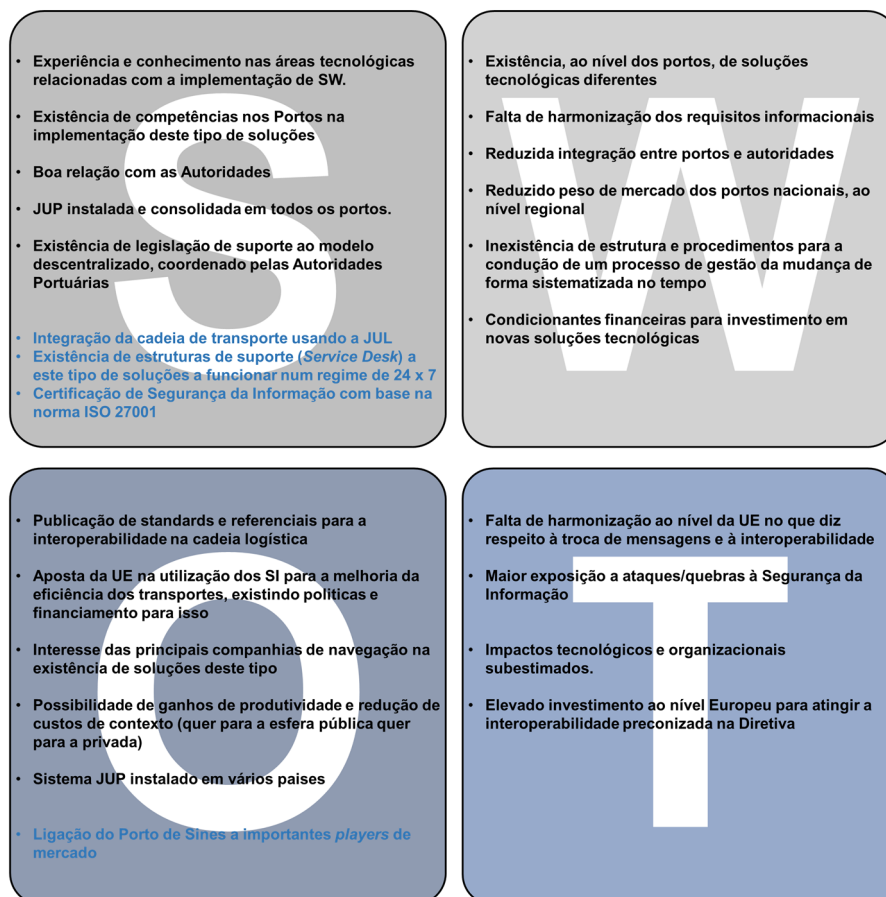 S
• Experiência e conhecimento nas áreas tecnológicas
relacionadas com a implementação de SW.
• Existência de competências nos Portos na
implementação deste tipo de soluções
• Boa relação com as Autoridades
• JUP instalada e consolidada em todos os portos.
• Existência de legislação de suporte ao modelo
descentralizado, coordenado pelas Autoridades
Portuárias
• Integração da cadeia de transporte usando a JUL
• Existência de estruturas de suporte (Service Desk) a
este tipo de soluções a funcionar num regime de 24 x 7
• Certificação de Segurança da Informação com base na
norma ISO 27001
W
• Existência, ao nível dos portos, de soluções
tecnológicas diferentes
• Falta de harmonização dos requisitos informacionais
• Reduzida integração entre portos e autoridades
• Reduzido peso de mercado dos portos nacionais, ao
nível regional
• Inexistência de estrutura e procedimentos para a
condução de um processo de gestão da mudança de
forma sistematizada no tempo
• Condicionantes financeiras para investimento em
novas soluções tecnológicas
O
• Publicação de standards e referenciais para a
interoperabilidade na cadeia logística
• Aposta da UE na utilização dos SI para a melhoria da
eficiência dos transportes, existindo politicas e
financiamento para isso
• Interesse das principais companhias de navegação na
existência de soluções deste tipo
• Possibilidade de ganhos de produtividade e redução de
custos de contexto (quer para a esfera pública quer
para a privada)
• Sistema JUP instalado em vários paises
• Ligação do Porto de Sines a importantes players de
mercado
T
• Falta de harmonização ao nível da UE no que diz
respeito à troca de mensagens e à interoperabilidade
• Maior exposição a ataques/quebras à Segurança da
Informação
• Impactos tecnológicos e organizacionais
subestimados.
• Elevado investimento ao nível Europeu para atingir a
interoperabilidade preconizada na Diretiva